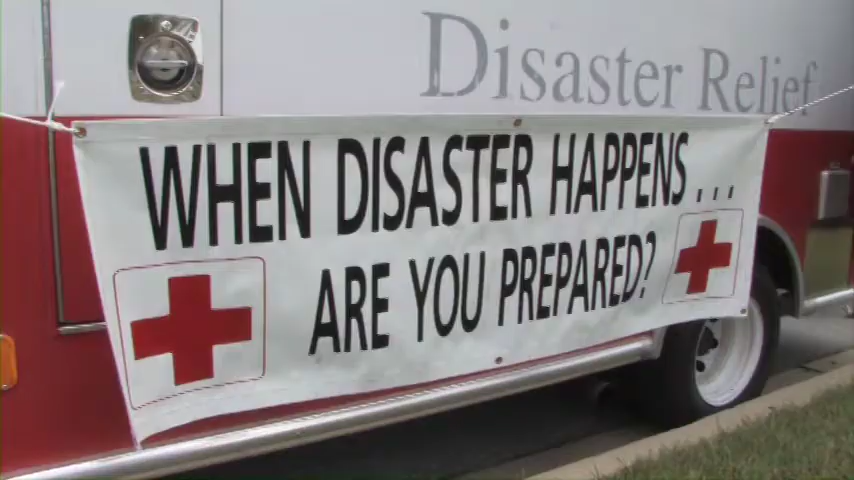 Disaster Relief
WHEN DISASTER HAPPENS...
ARE YOU PREPARED?